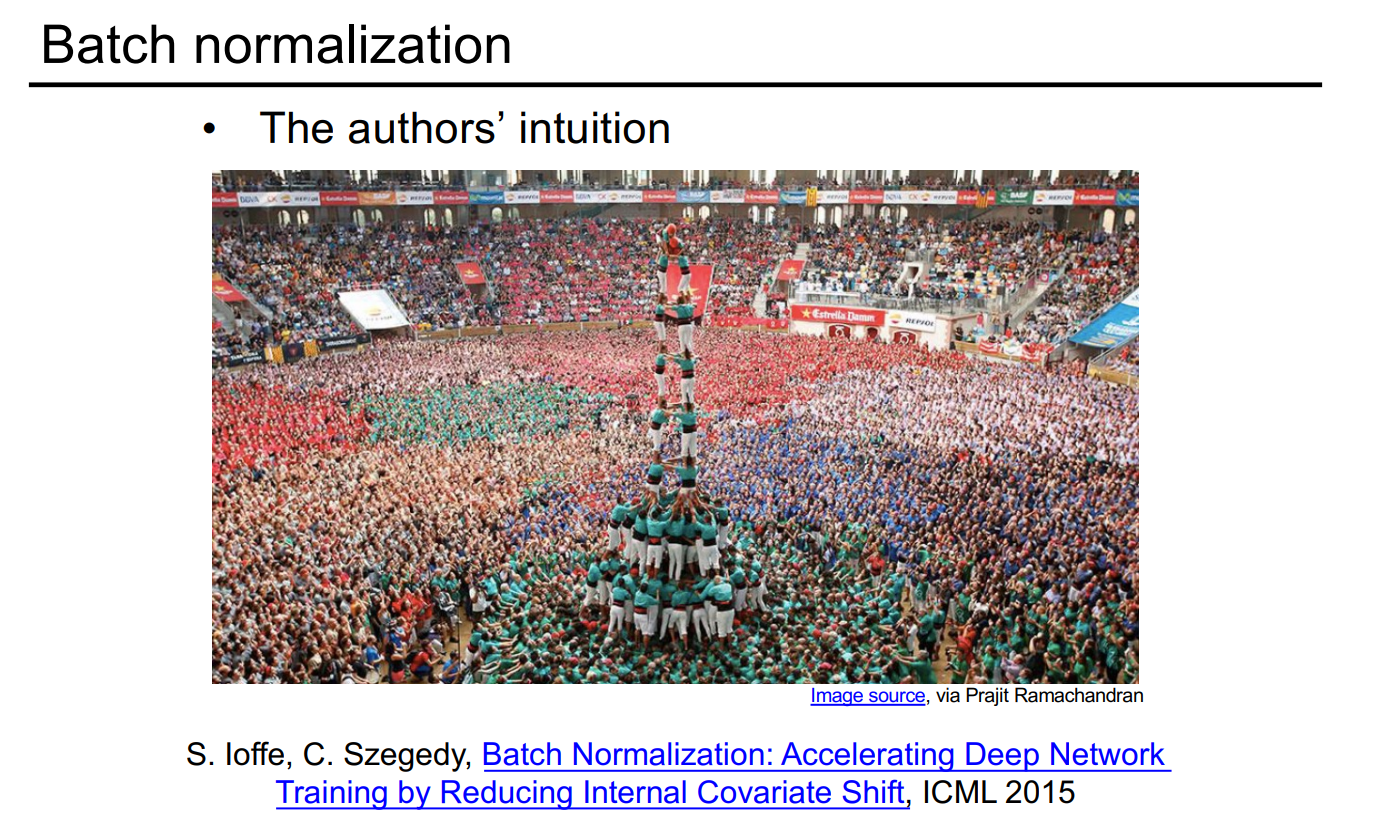 Batch normalization
• The authors’ intuition
REPSOL
Estrella Damm
REPSOL
Image source, via Prajit Ramachandran
S. Ioffe, C. Szegedy, Batch Normalization: Accelerating Deep Network
Training by Reducing Internal Covariate Shift, ICML 2015